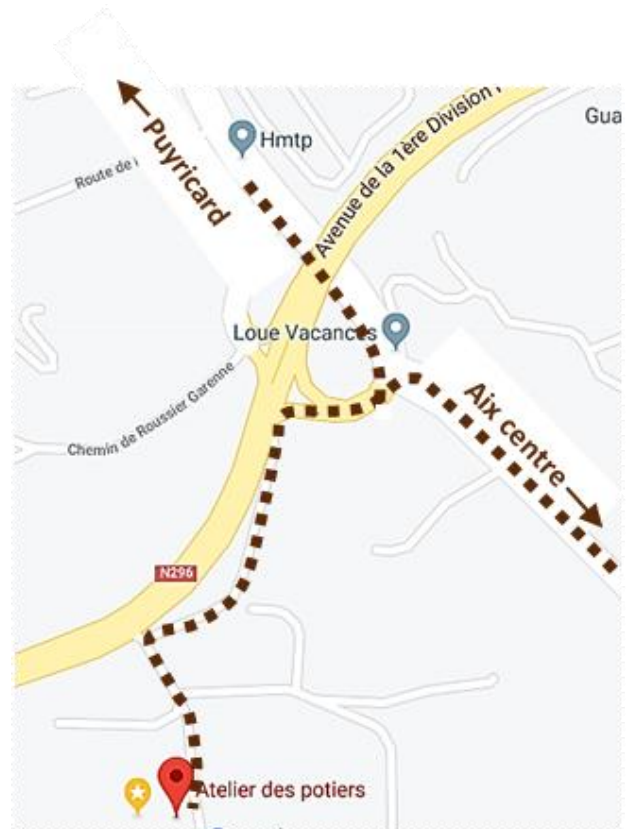 Puyricard
Hmtp
Avenue de la 1ère Division
Gua
Route de
Loue Vacances
Chemin de Roussier Garenne
Aix centre
N296
Atelier des potiers